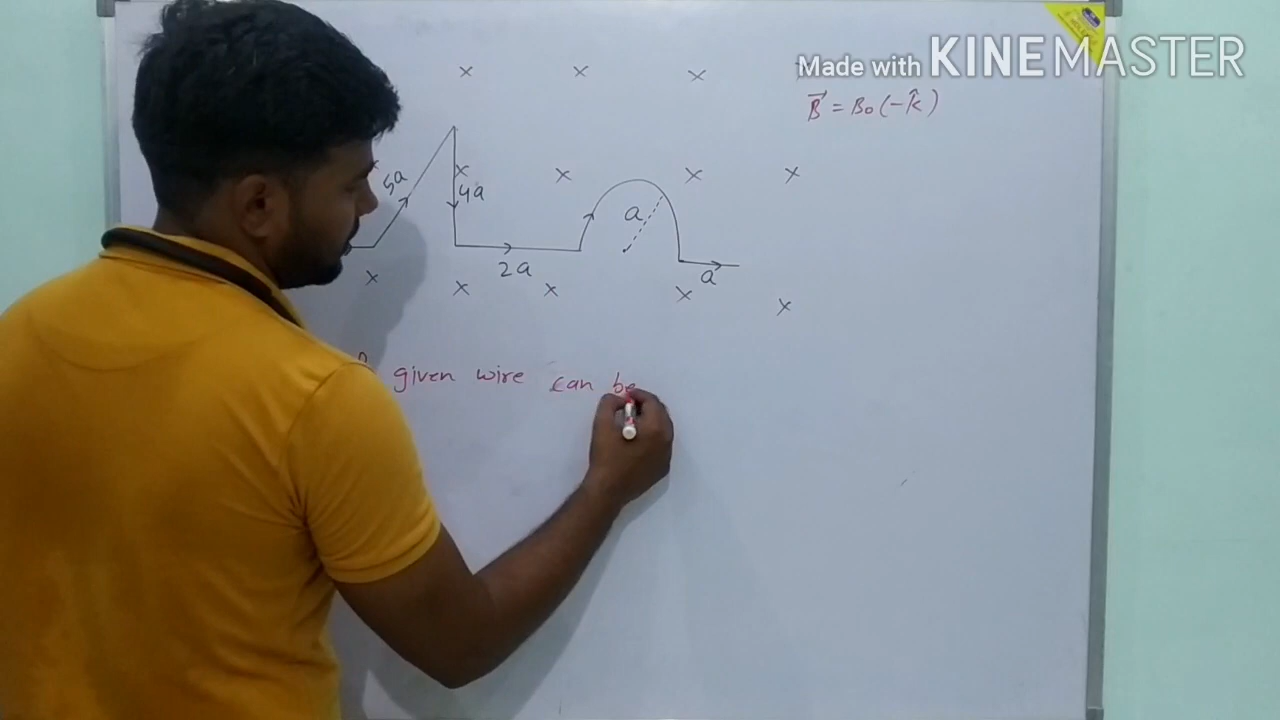 Made with KINEMASTER
B⃗ = B₀(-k̂)
5a
4a
a
2a
a
given wire can be